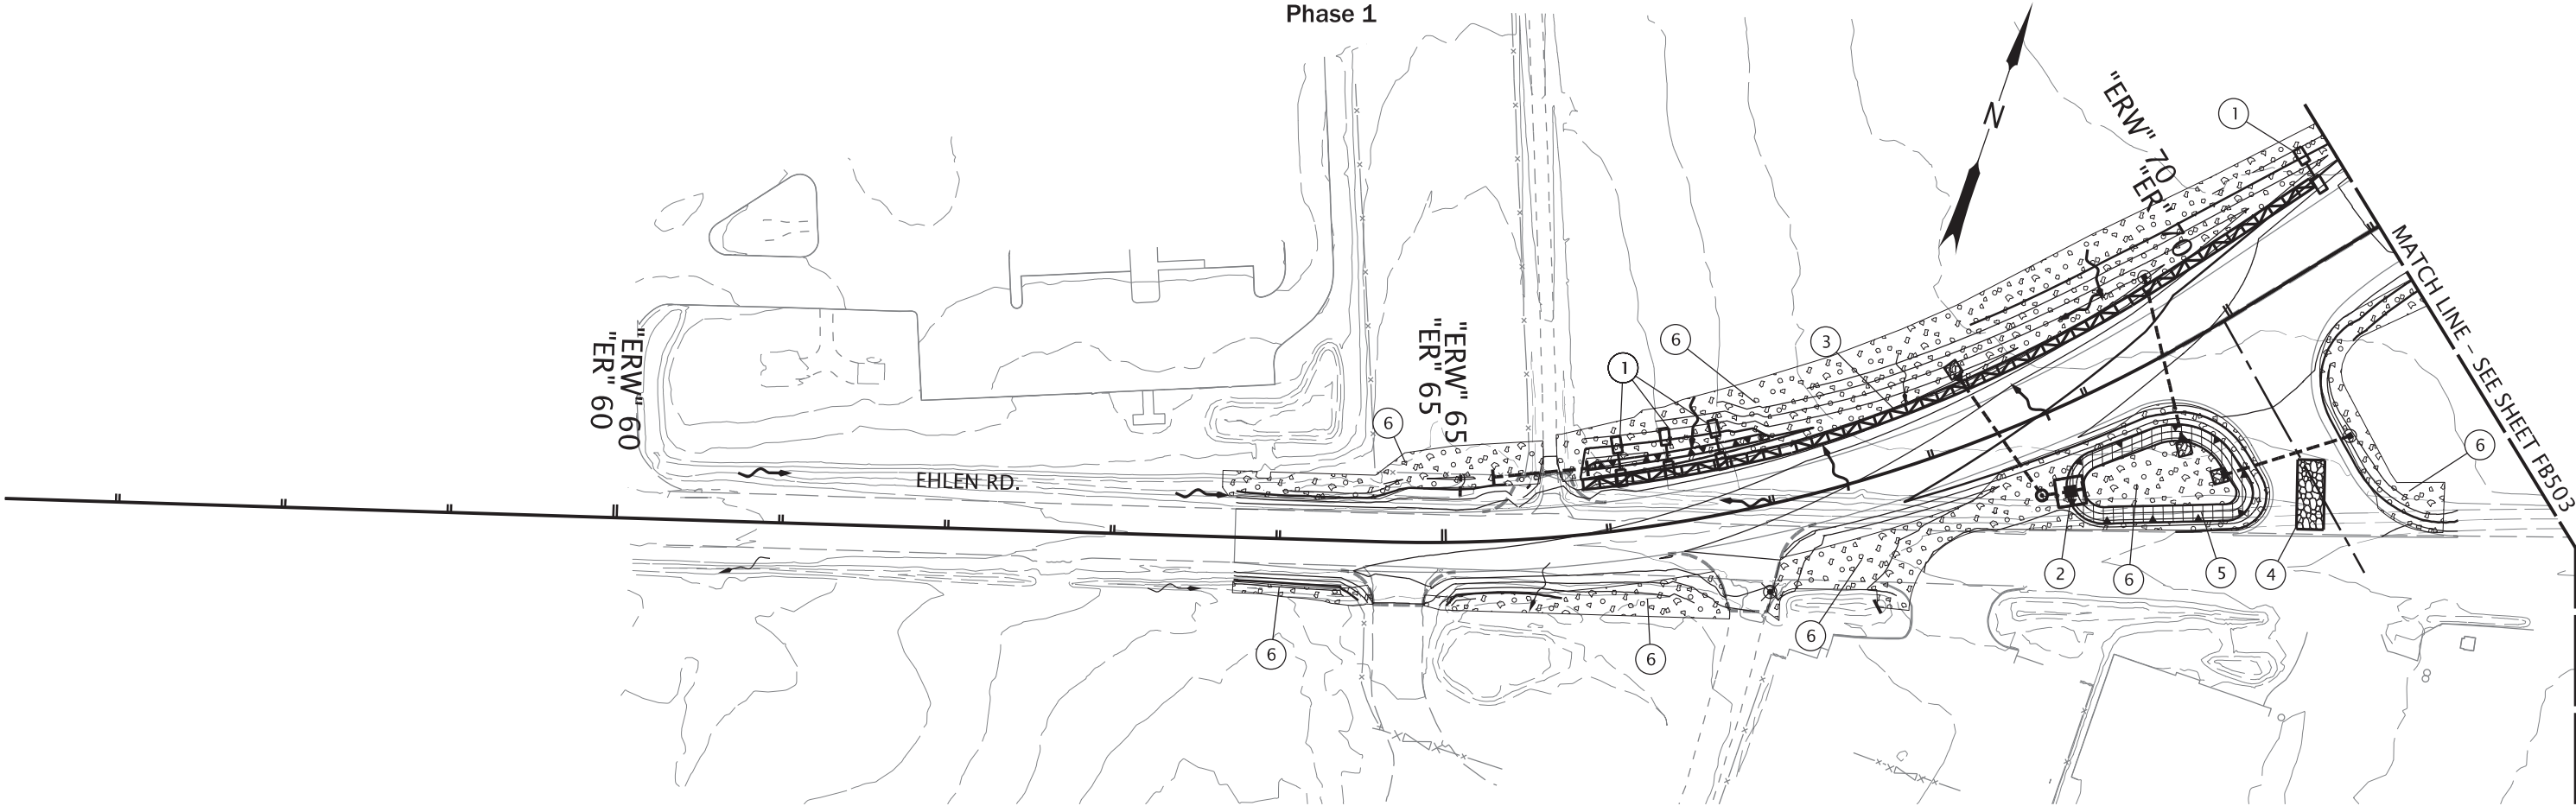 Phase 1
N
"ERW" 70
"ER" 70
1
MATCH LINE – SEE SHEET FB503
"ERW" 60
"ER" 60
"ERW" 65
"ER" 65
6
1
6
3
6
EHLEN RD.
2
6
5
4
6
6
6